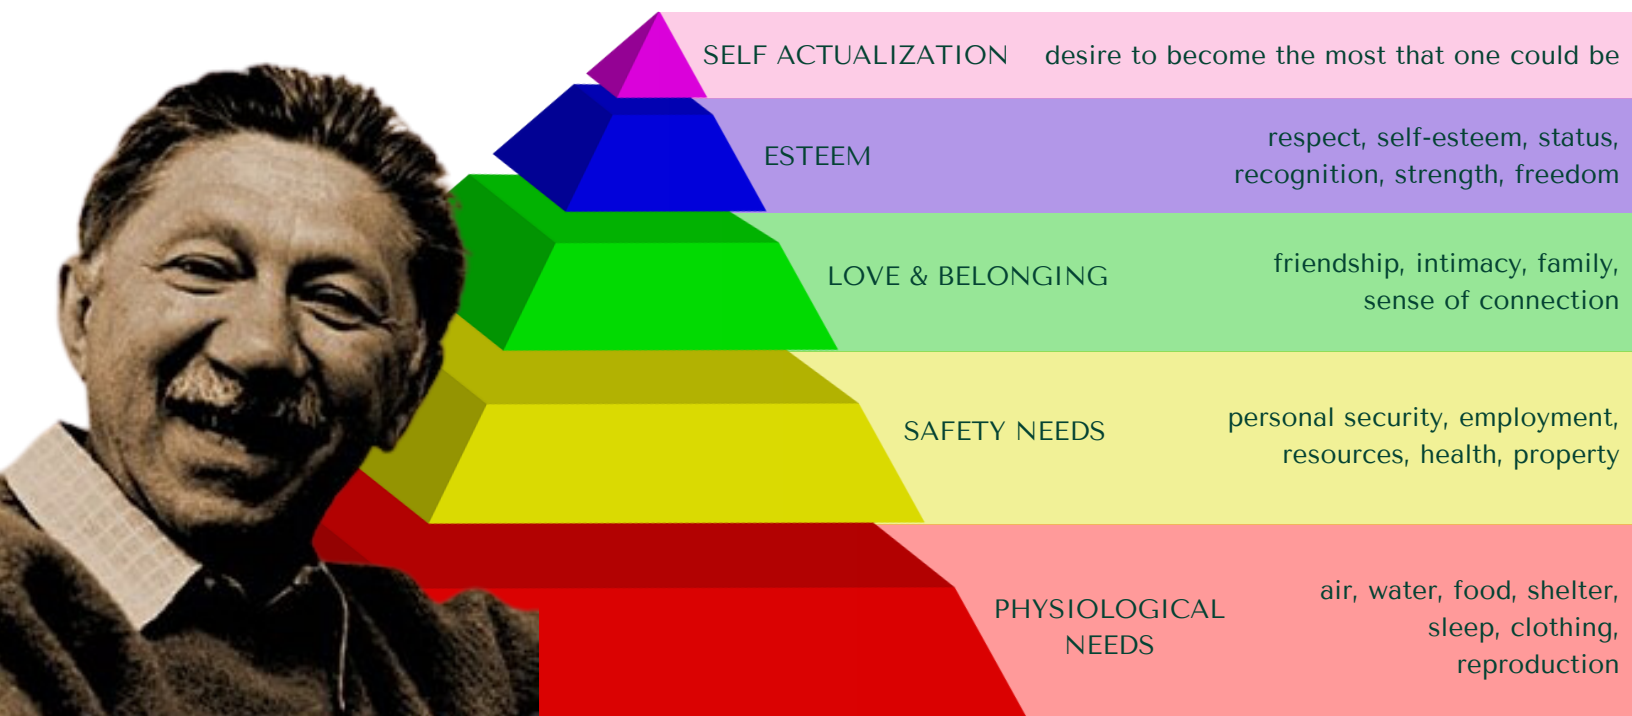 SELF ACTUALIZATION desire to become the most that one could be
ESTEEM
respect, self-esteem, status,
recognition, strength, freedom
LOVE & BELONGING
friendship, intimacy, family,
sense of connection
SAFETY NEEDS
personal security, employment,
resources, health, property
PHYSIOLOGICAL
NEEDS
air, water, food, shelter,
sleep, clothing,
reproduction